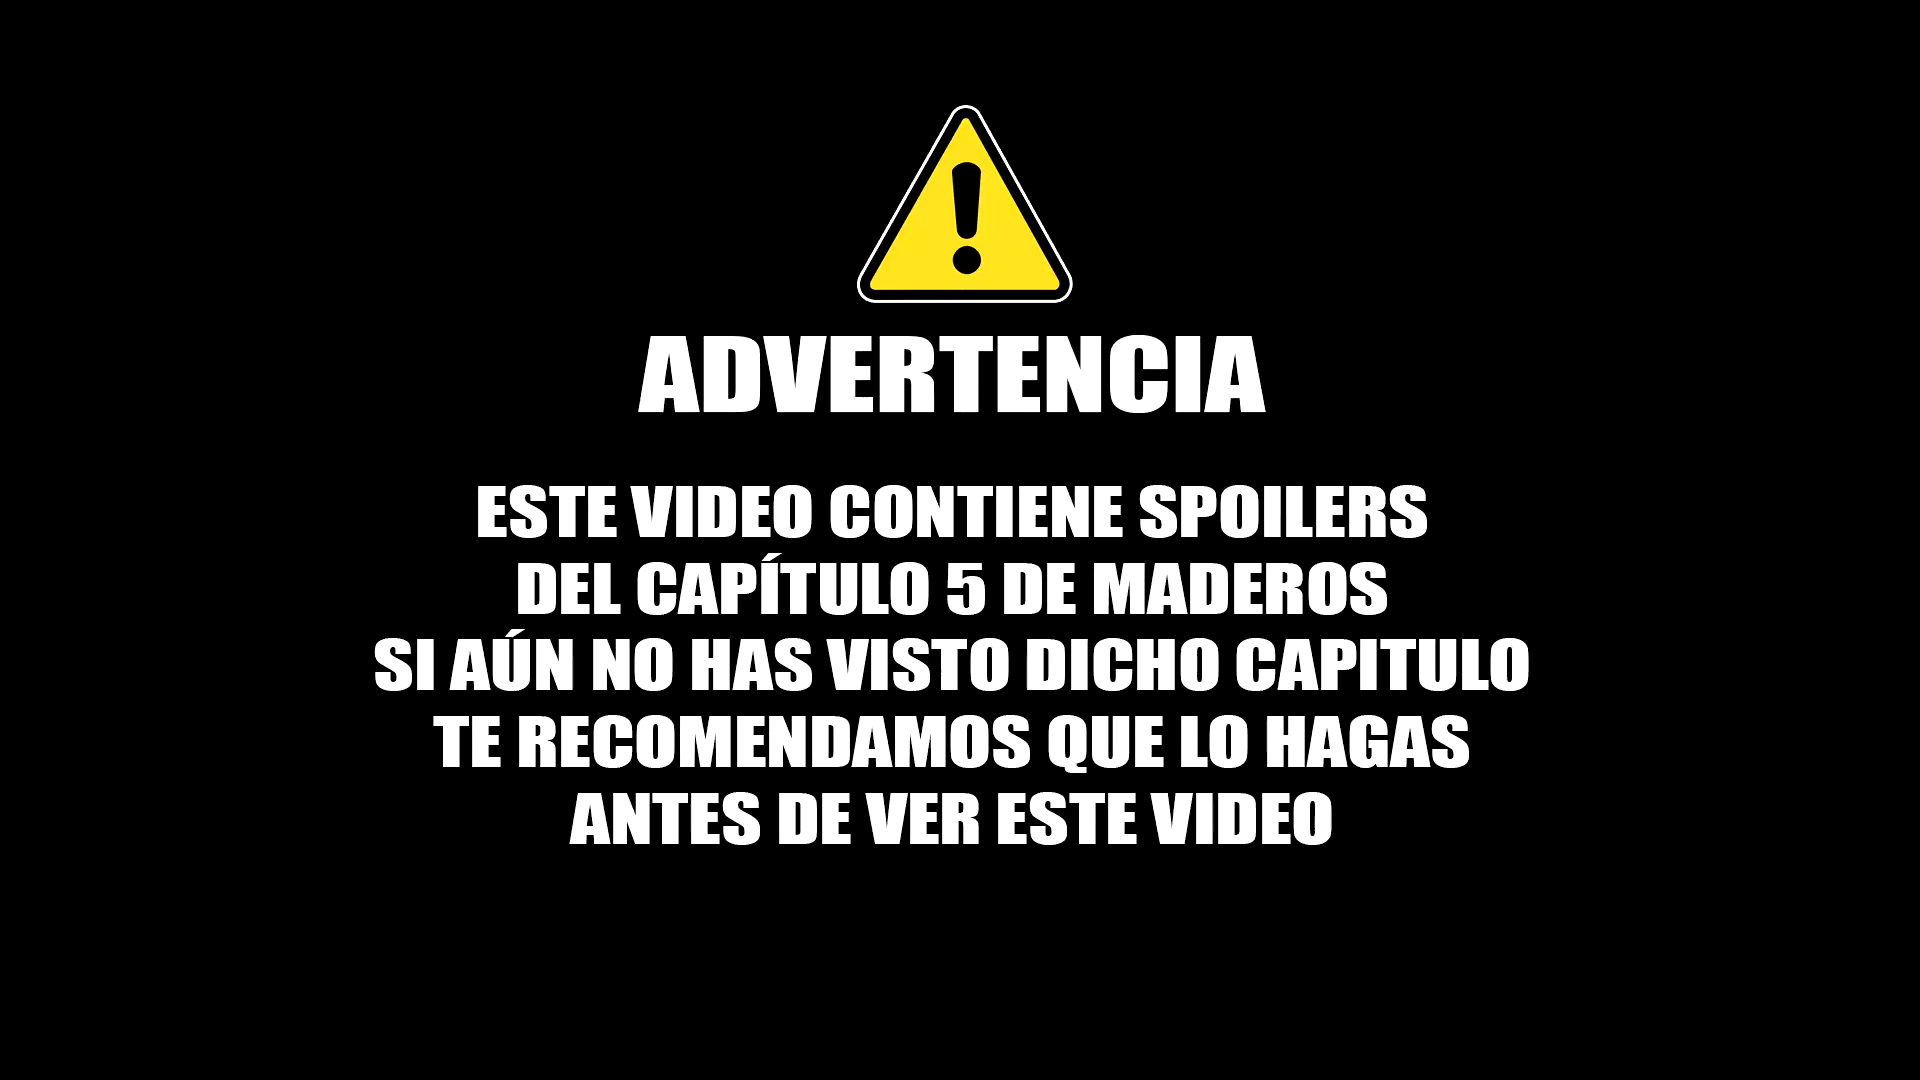 ADVERTENCIA
ESTE VIDEO CONTIENE SPOILERS
DEL CAPÍTULO 5 DE MADEROS
SI AÚN NO HAS VISTO DICHO CAPITULO
TE RECOMENDAMOS QUE LO HAGAS
ANTES DE VER ESTE VIDEO